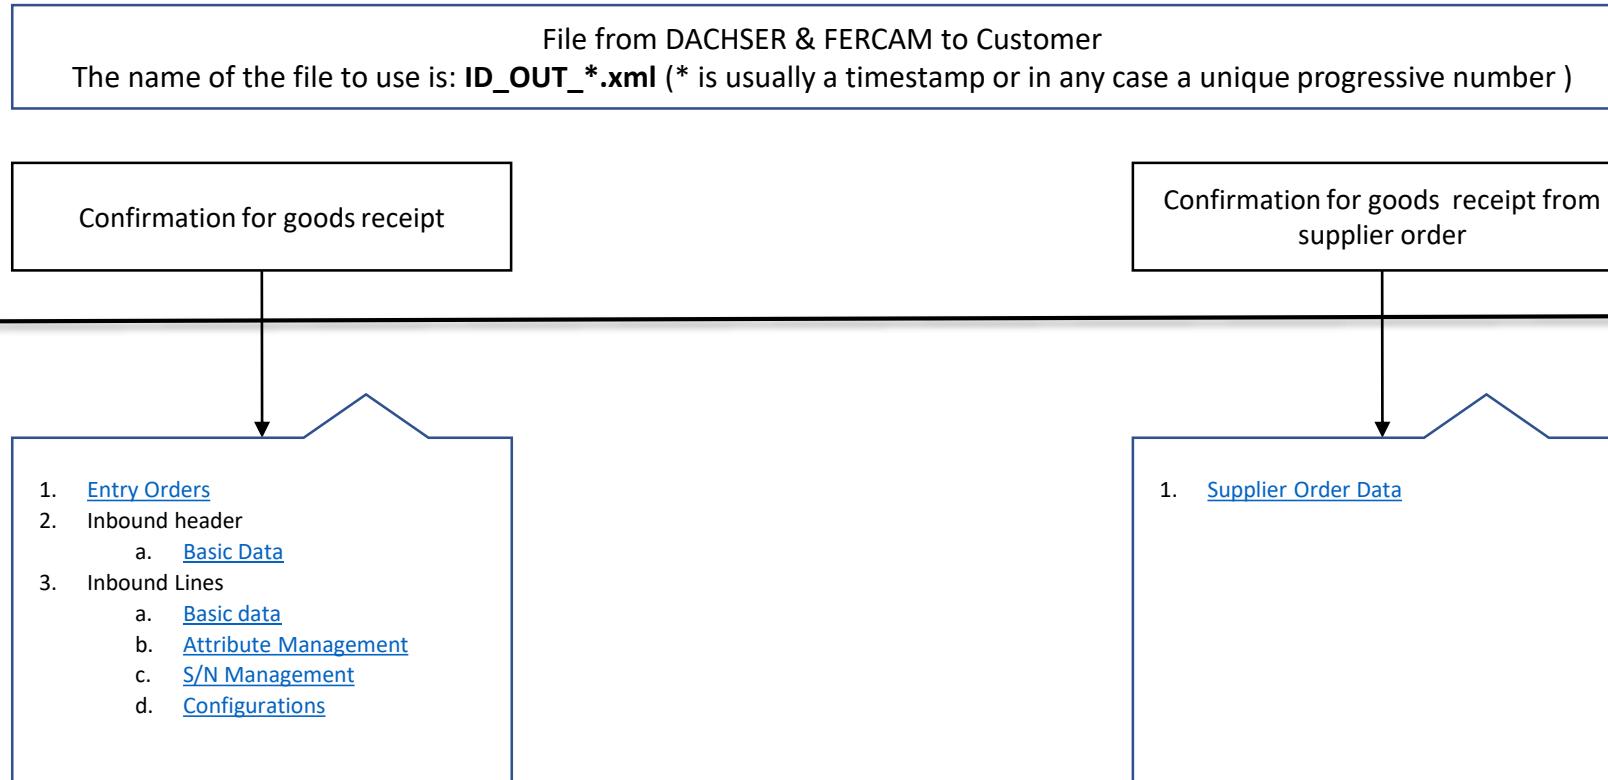 File from DACHSER & FERCAM to Customer
The name of the file to use is: ID_OUT_*.xml (* is usually a timestamp or in any case a unique progressive number )
Confirmation for goods receipt
Confirmation for goods receipt from
supplier order
1. Entry Orders
2. Inbound header
a. Basic Data
3. Inbound Lines
a. Basic data
b. Attribute Management
c. S/N Management
d. Configurations
1. Supplier Order Data